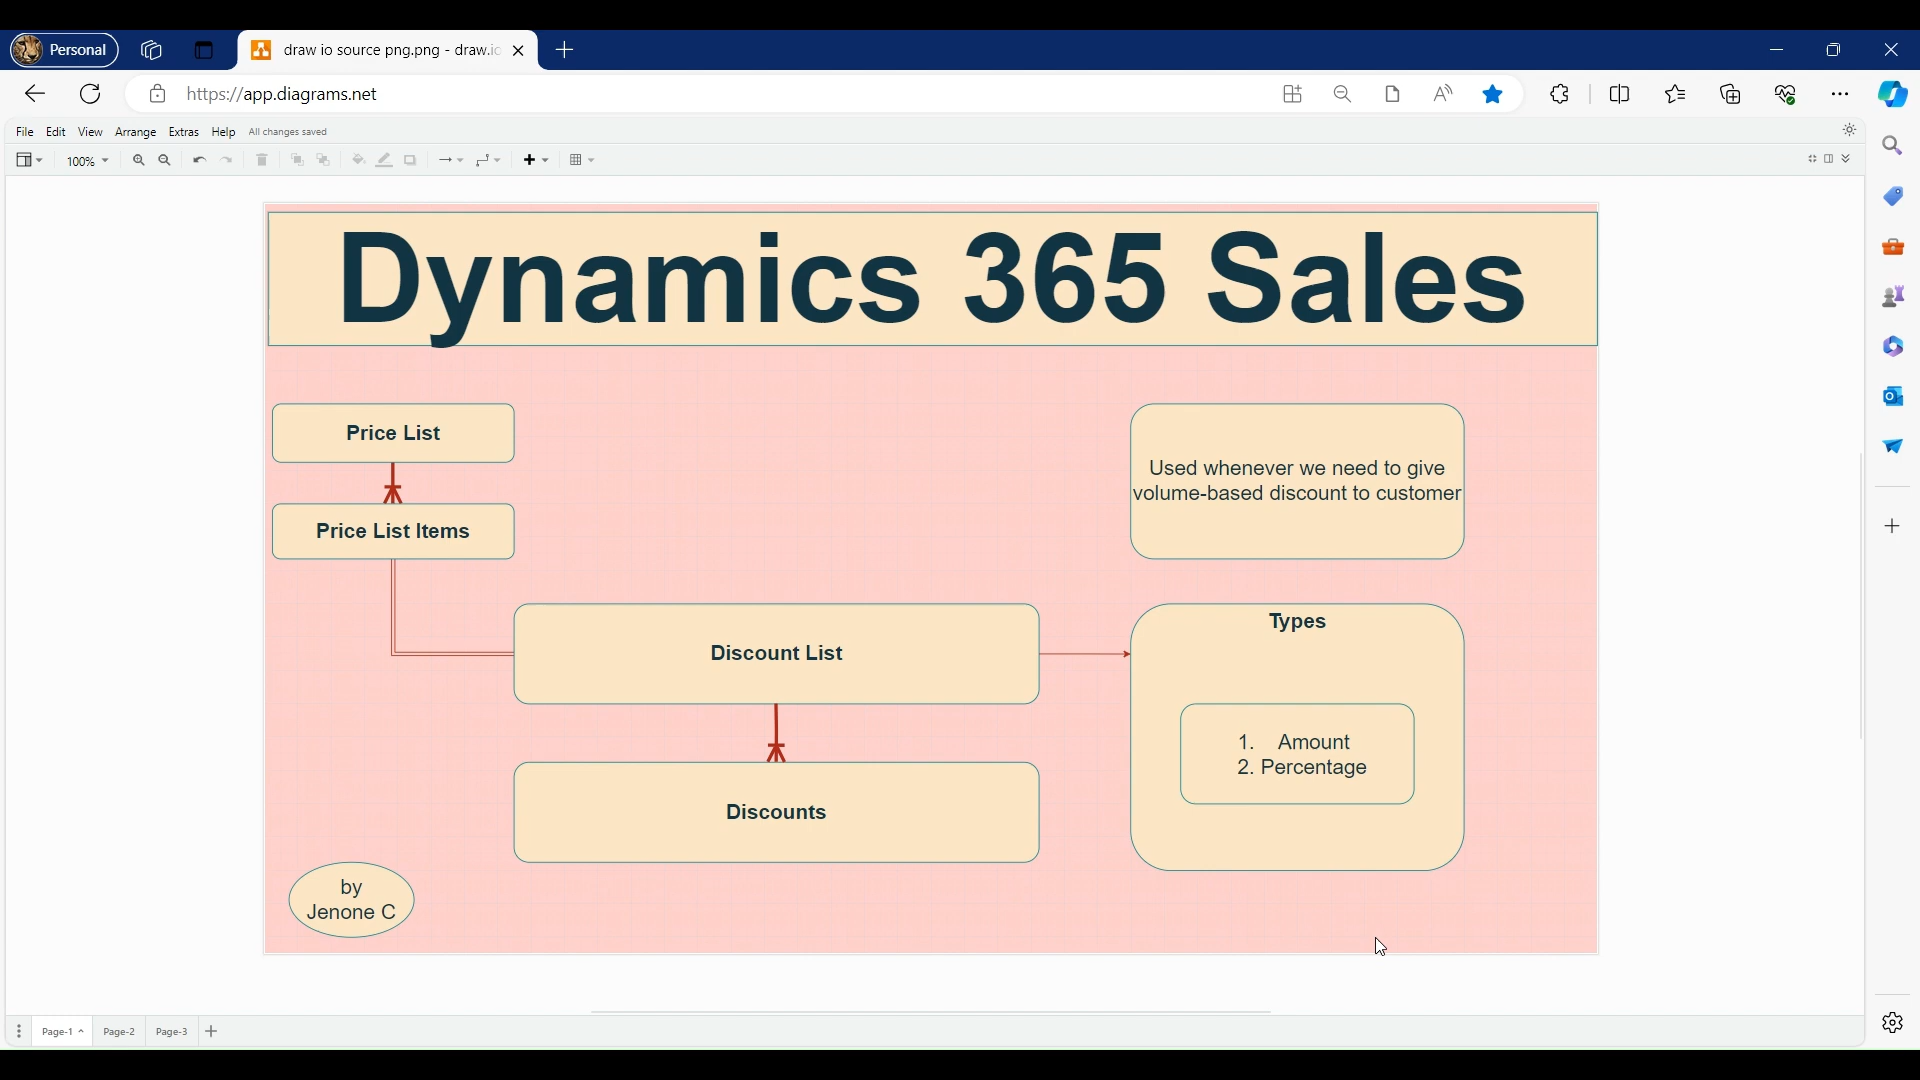 Personal
draw io source png.png - draw.io
https://app.diagrams.net
File Edit View Arrange Extras Help All changes saved
100%
Dynamics 365 Sales
Price List
Used whenever we need to give
volume-based discount to customer
Price List Items
Types
Discount List
1. Amount
2. Percentage
Discounts
by
Jenone C
Page-1 Page-2 Page-3